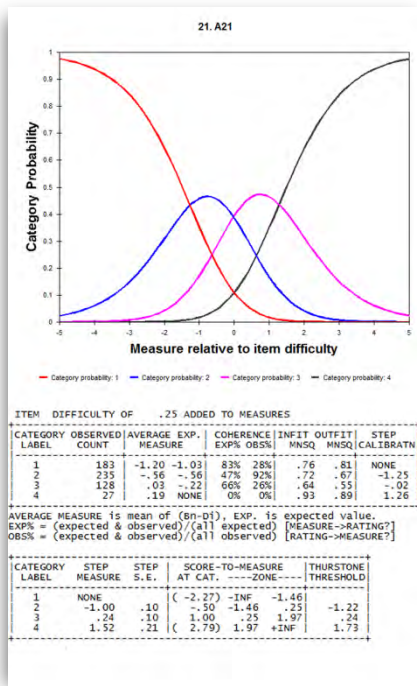 21. A21
1
0.9
0.8
0.7
0.6
0.5
0.4
0.3
0.2
0.1
0
Category Probability
-5 -4 -3 -2 -1 0 1 2 3 4 5
Measure relative to item difficulty
Category probability: 1 Category probability: 2 Category probability: 3 Category probability: 4
ITEM DIFFICULTY OF .25 ADDED TO MEASURES
|CATEGORY OBSERVED|AVERAGE EXP.| COHERENCE|INFIT OUTFIT| STEP
|LABEL COUNT | MEASURE |EXP% OBS%| MNSQ MNSQ|CALIBRATN
| 1 183 | -1.20 -1.03| 83% 28%| .76 .81| NONE
| 2 235 | -.56 -.56| 47% 92%| .72 .67| -1.25
| 3 128 | .03 -.22| 66% 26%| .64 .55| -.02
| 4 27 | .19 NONE| 0% 0%| .93 .89| 1.26
AVERAGE MEASURE is mean of (Bn-Di), EXP. is expected value.
EXP% = (expected & observed)/(all expected) [MEASURE->RATING?]
OBS% = (expected & observed)/(all observed) [RATING->MEASURE?]
|CATEGORY STEP STEP | SCORE-TO-MEASURE |THURSTONE|
| LABEL MEASURE S.E. | AT CAT. ----ZONE----|THRESHOLD|
| 1 NONE |( -2.27) -INF -1.46| |
| 2 -1.00 .10 | -.50 -1.46 .25| -1.22 |
| 3 .24 .10 | 1.00 .25 1.97| .24 |
| 4 1.52 .21 |( 2.79) 1.97 +INF | 1.73 |